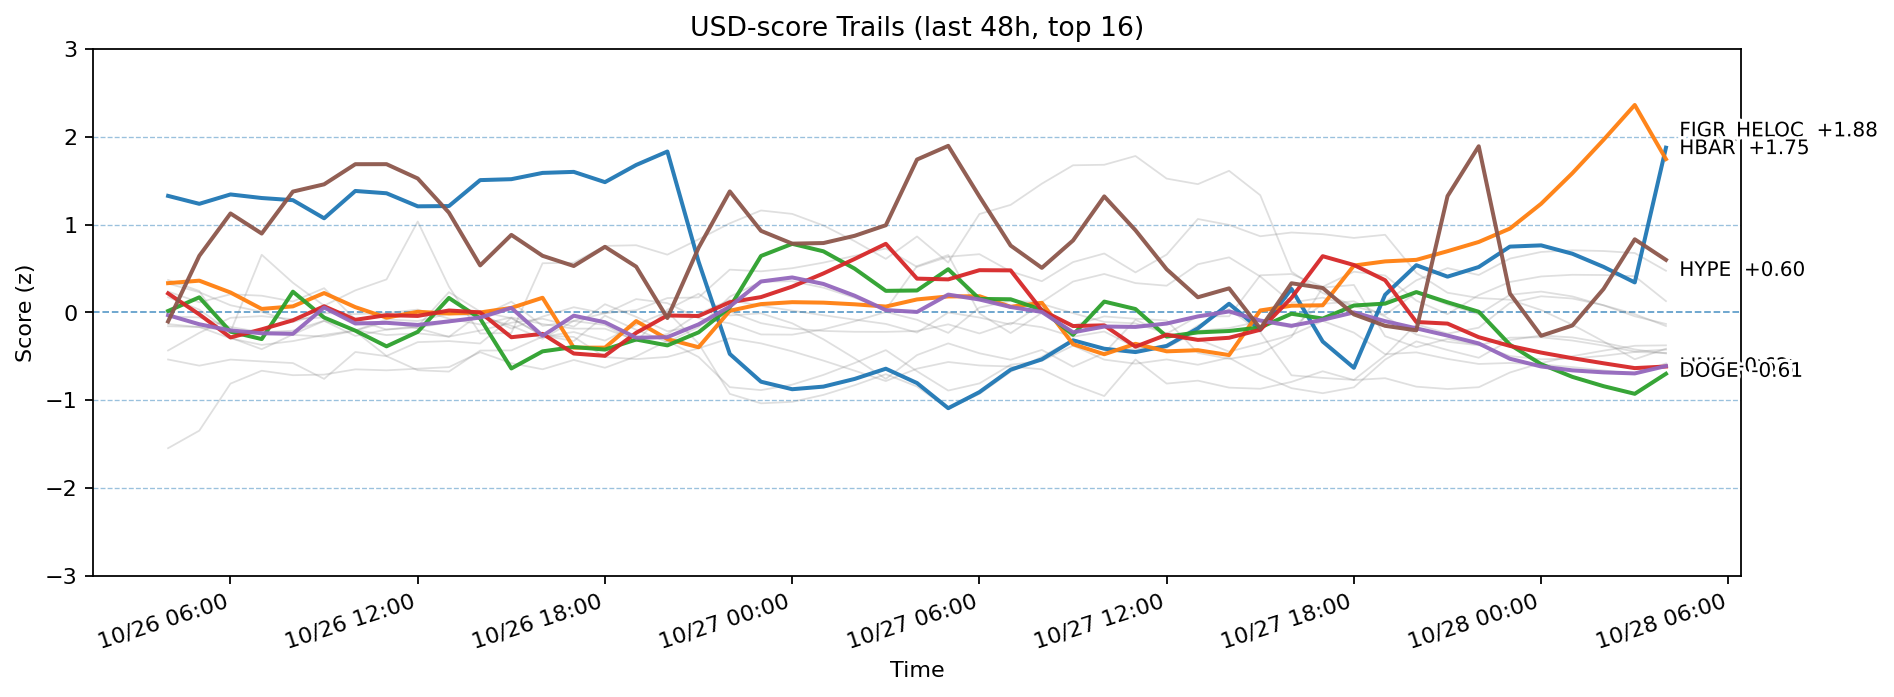 USD-score Trails (last 48h, top 16)
Score (z)
3
2
1
0
−1
−2
−3
FIGR_HELOC +1.88
HBAR +1.75
HYPE +0.60
DOGE -0.61
10/26 06:00
10/26 12:00
10/26 18:00
10/27 00:00
10/27 06:00
10/27 12:00
10/27 18:00
10/28 00:00
10/28 06:00
Time